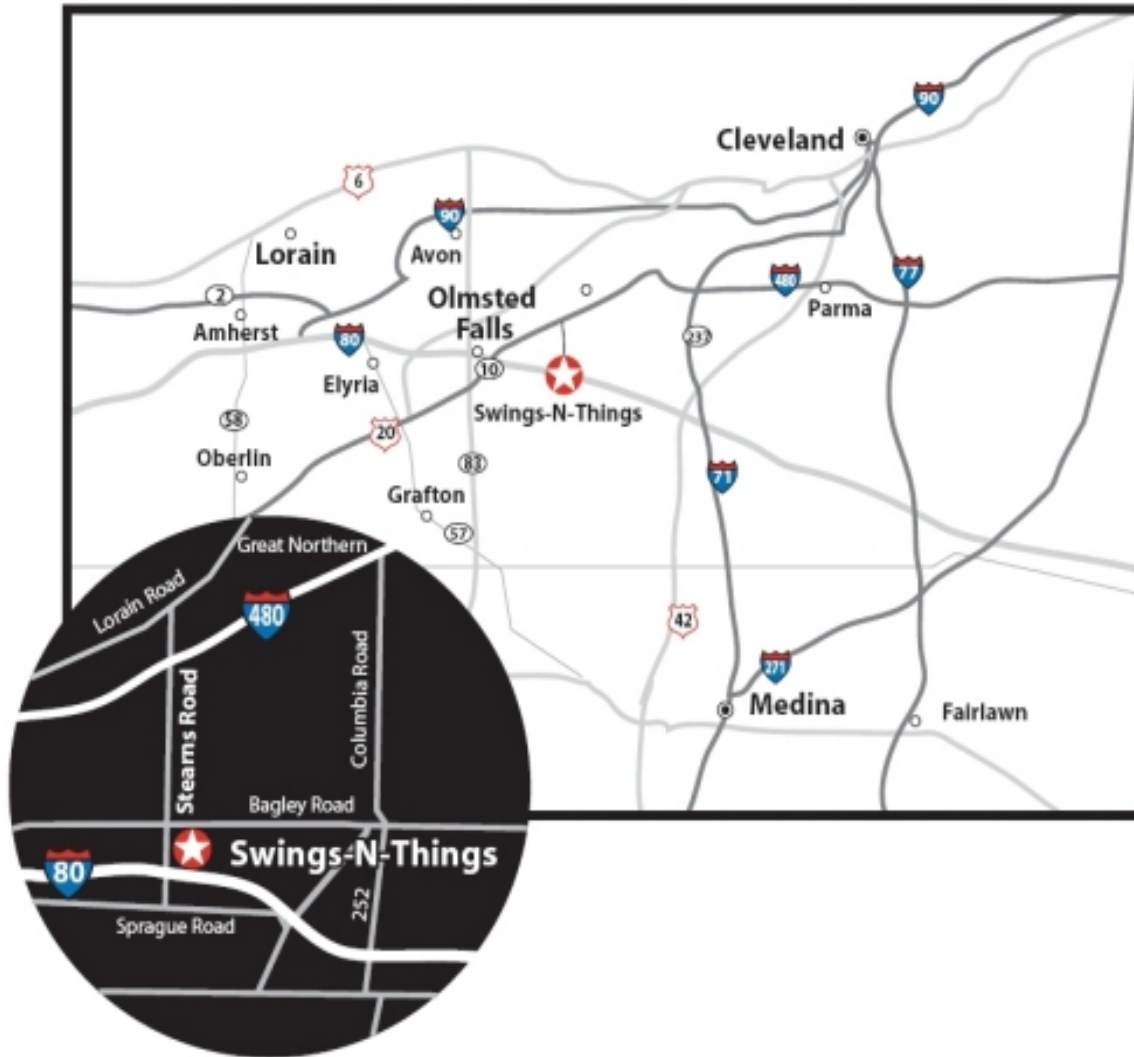 90
Cleveland
6
90
Lorain
Avon
77
480
2
Olmsted
Falls
Parma
Amherst
80
237
10
Elyria
Swings-N-Things
58
20
Oberlin
83
71
Grafton
57
Great Northern
Lorain Road
480
42
Columbia Road
271
Stearns Road
Medina
Fairlawn
Bagley Road
Swings-N-Things
80
252
Sprague Road